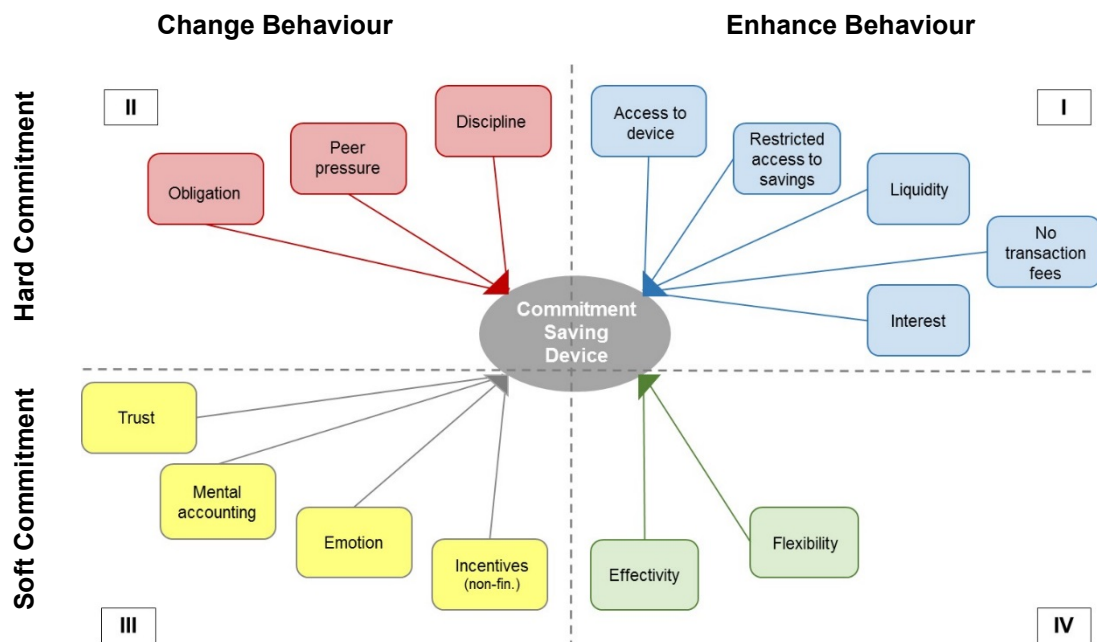 Change Behaviour
Enhance Behaviour
Hard Commitment
II
I
Discipline
Peer
pressure
Obligation
Access to
device
Restricted
access to
savings
Liquidity
No
transaction
fees
Interest
Commitment
Saving
Device
Soft Commitment
Trust
Mental
accounting
Emotion
Incentives
(non-fin.)
Effectivity
Flexibility
III
IV